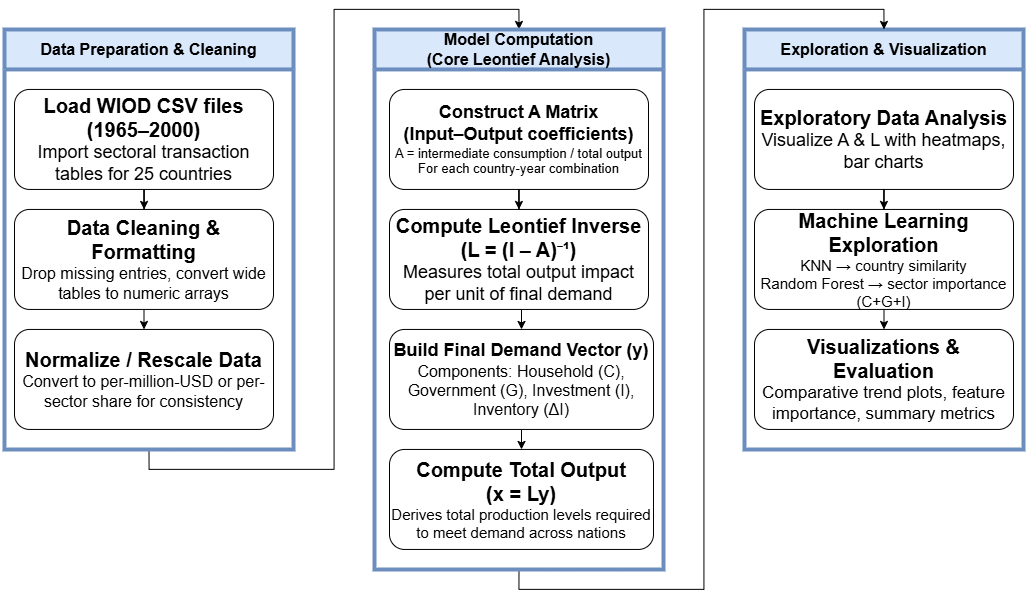 Data Preparation & Cleaning
Load WIOD CSV files
(1965–2000)
Import sectoral transaction
tables for 25 countries
Data Cleaning &
Formatting
Drop missing entries, convert wide
tables to numeric arrays
Normalize / Rescale Data
Convert to per-million-USD or per-
sector share for consistency
Model Computation
(Core Leontief Analysis)
Construct A Matrix
(Input–Output coefficients)
A = intermediate consumption / total output
For each country-year combination
Compute Leontief Inverse
(L = (I – A)⁻¹)
Measures total output impact
per unit of final demand
Build Final Demand Vector (y)
Components: Household (C),
Government (G), Investment (I),
Inventory (ΔI)
Compute Total Output
(x = Ly)
Derives total production levels required
to meet demand across nations
Exploration & Visualization
Exploratory Data Analysis
Visualize A & L with heatmaps,
bar charts
Machine Learning
Exploration
KNN → country similarity
Random Forest → sector importance
(C+G+I)
Visualizations &
Evaluation
Comparative trend plots, feature
importance, summary metrics